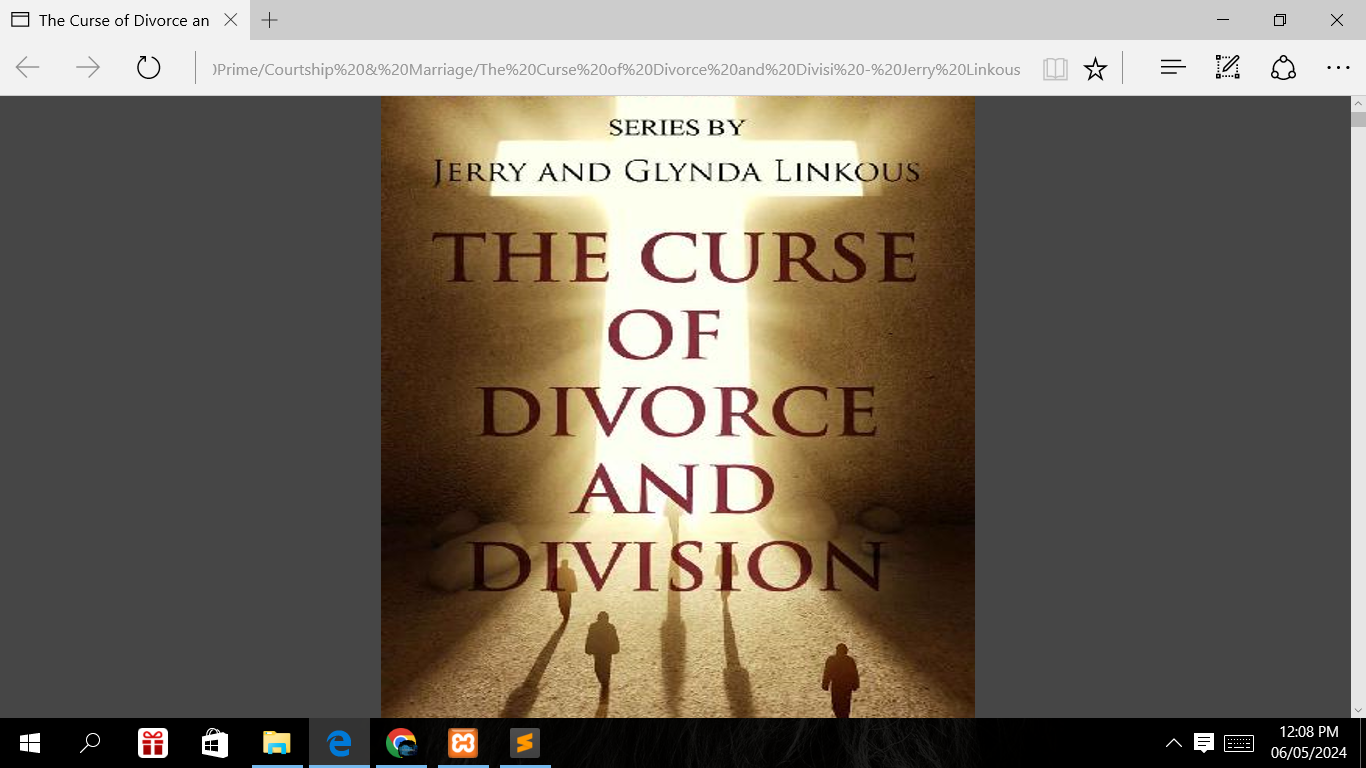 The Curse of Divorce an
Prime/Courtship%20&%20Marriage/The%20Curse%20of%20Divorce%20and%20Divisi%20-%20Jerry%20Linkous
SERIES BY
JERRY AND GLYNDA LINKOUS
THE CURSE
OF
DIVORCE
AND
DIVISION
12:08 PM
06/05/2024